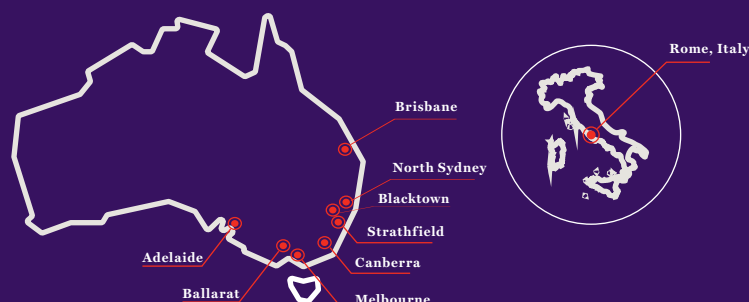 Rome, Italy
Brisbane
North Sydney
Blacktown
Strathfield
Adelaide
Canberra
Ballarat
Melbourne